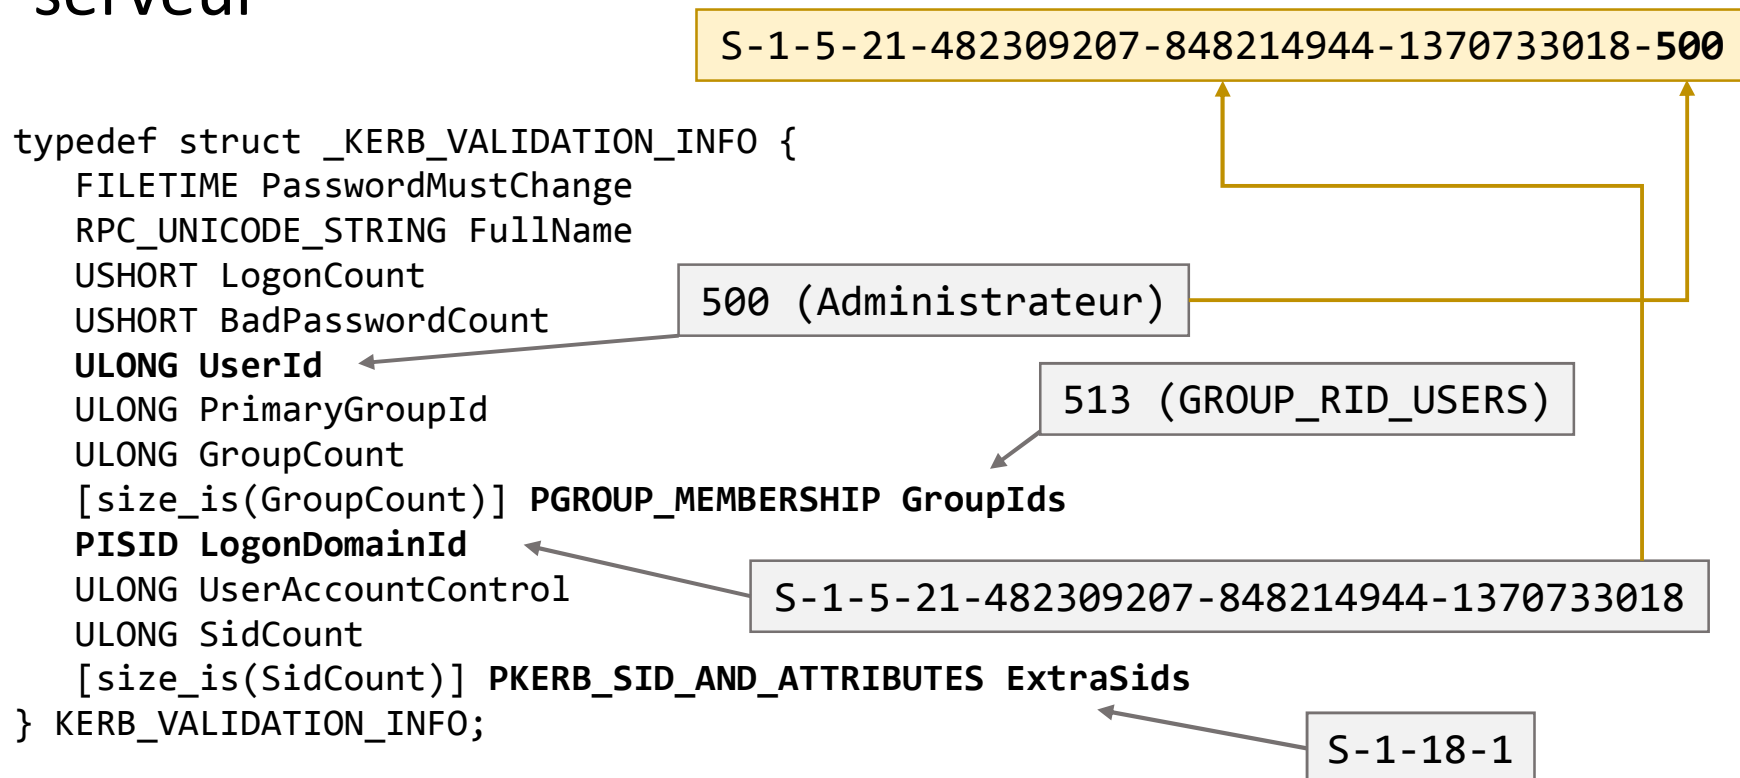 serveur
S-1-5-21-482309207-848214944-1370733018-500
typedef struct _KERB_VALIDATION_INFO {
FILETIME PasswordMustChange
RPC_UNICODE_STRING FullName
USHORT LogonCount
500 (Administrateur)
USHORT BadPasswordCount
ULONG UserId
ULONG PrimaryGroupId
513 (GROUP_RID_USERS)
ULONG GroupCount
[size_is(GroupCount)] PGROUP_MEMBERSHIP GroupIds
PISID LogonDomainId
ULONG UserAccountControl
S-1-5-21-482309207-848214944-1370733018
ULONG SidCount
[size_is(SidCount)] PKERB_SID_AND_ATTRIBUTES ExtraSids
} KERB_VALIDATION_INFO;
S-1-18-1